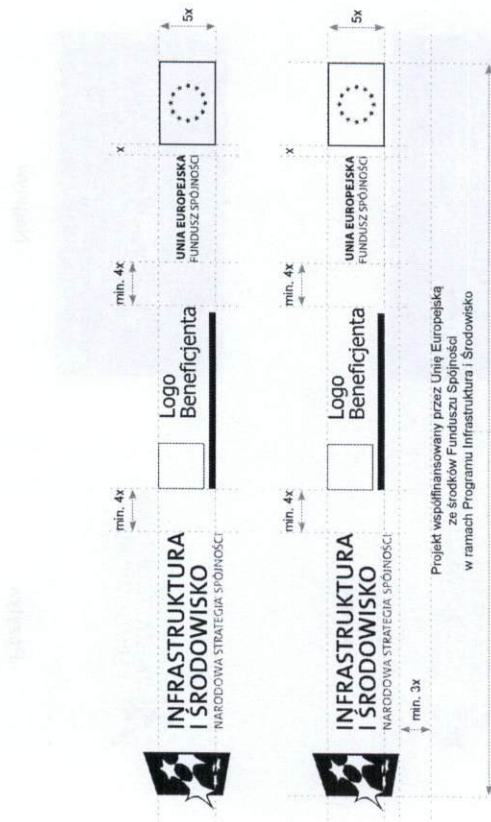 INFRASTRUKTURA
I ŚRODOWISKO
NARODOWA STRATEGIA SPÓJNOŚCI
min. 4x
Logo
Beneficjenta
min. 4x
UNIA EUROPEJSKA
FUNDUSZ SPÓJNOŚCI
x
5x
INFRASTRUKTURA
I ŚRODOWISKO
NARODOWA STRATEGIA SPÓJNOŚCI
min. 4x
Logo
Beneficjenta
min. 4x
UNIA EUROPEJSKA
FUNDUSZ SPÓJNOŚCI
x
5x
min. 3x
Projekt współfinansowany przez Unię Europejską
ze środków Funduszu Spójności
w ramach Programu Infrastruktura i Środowisko